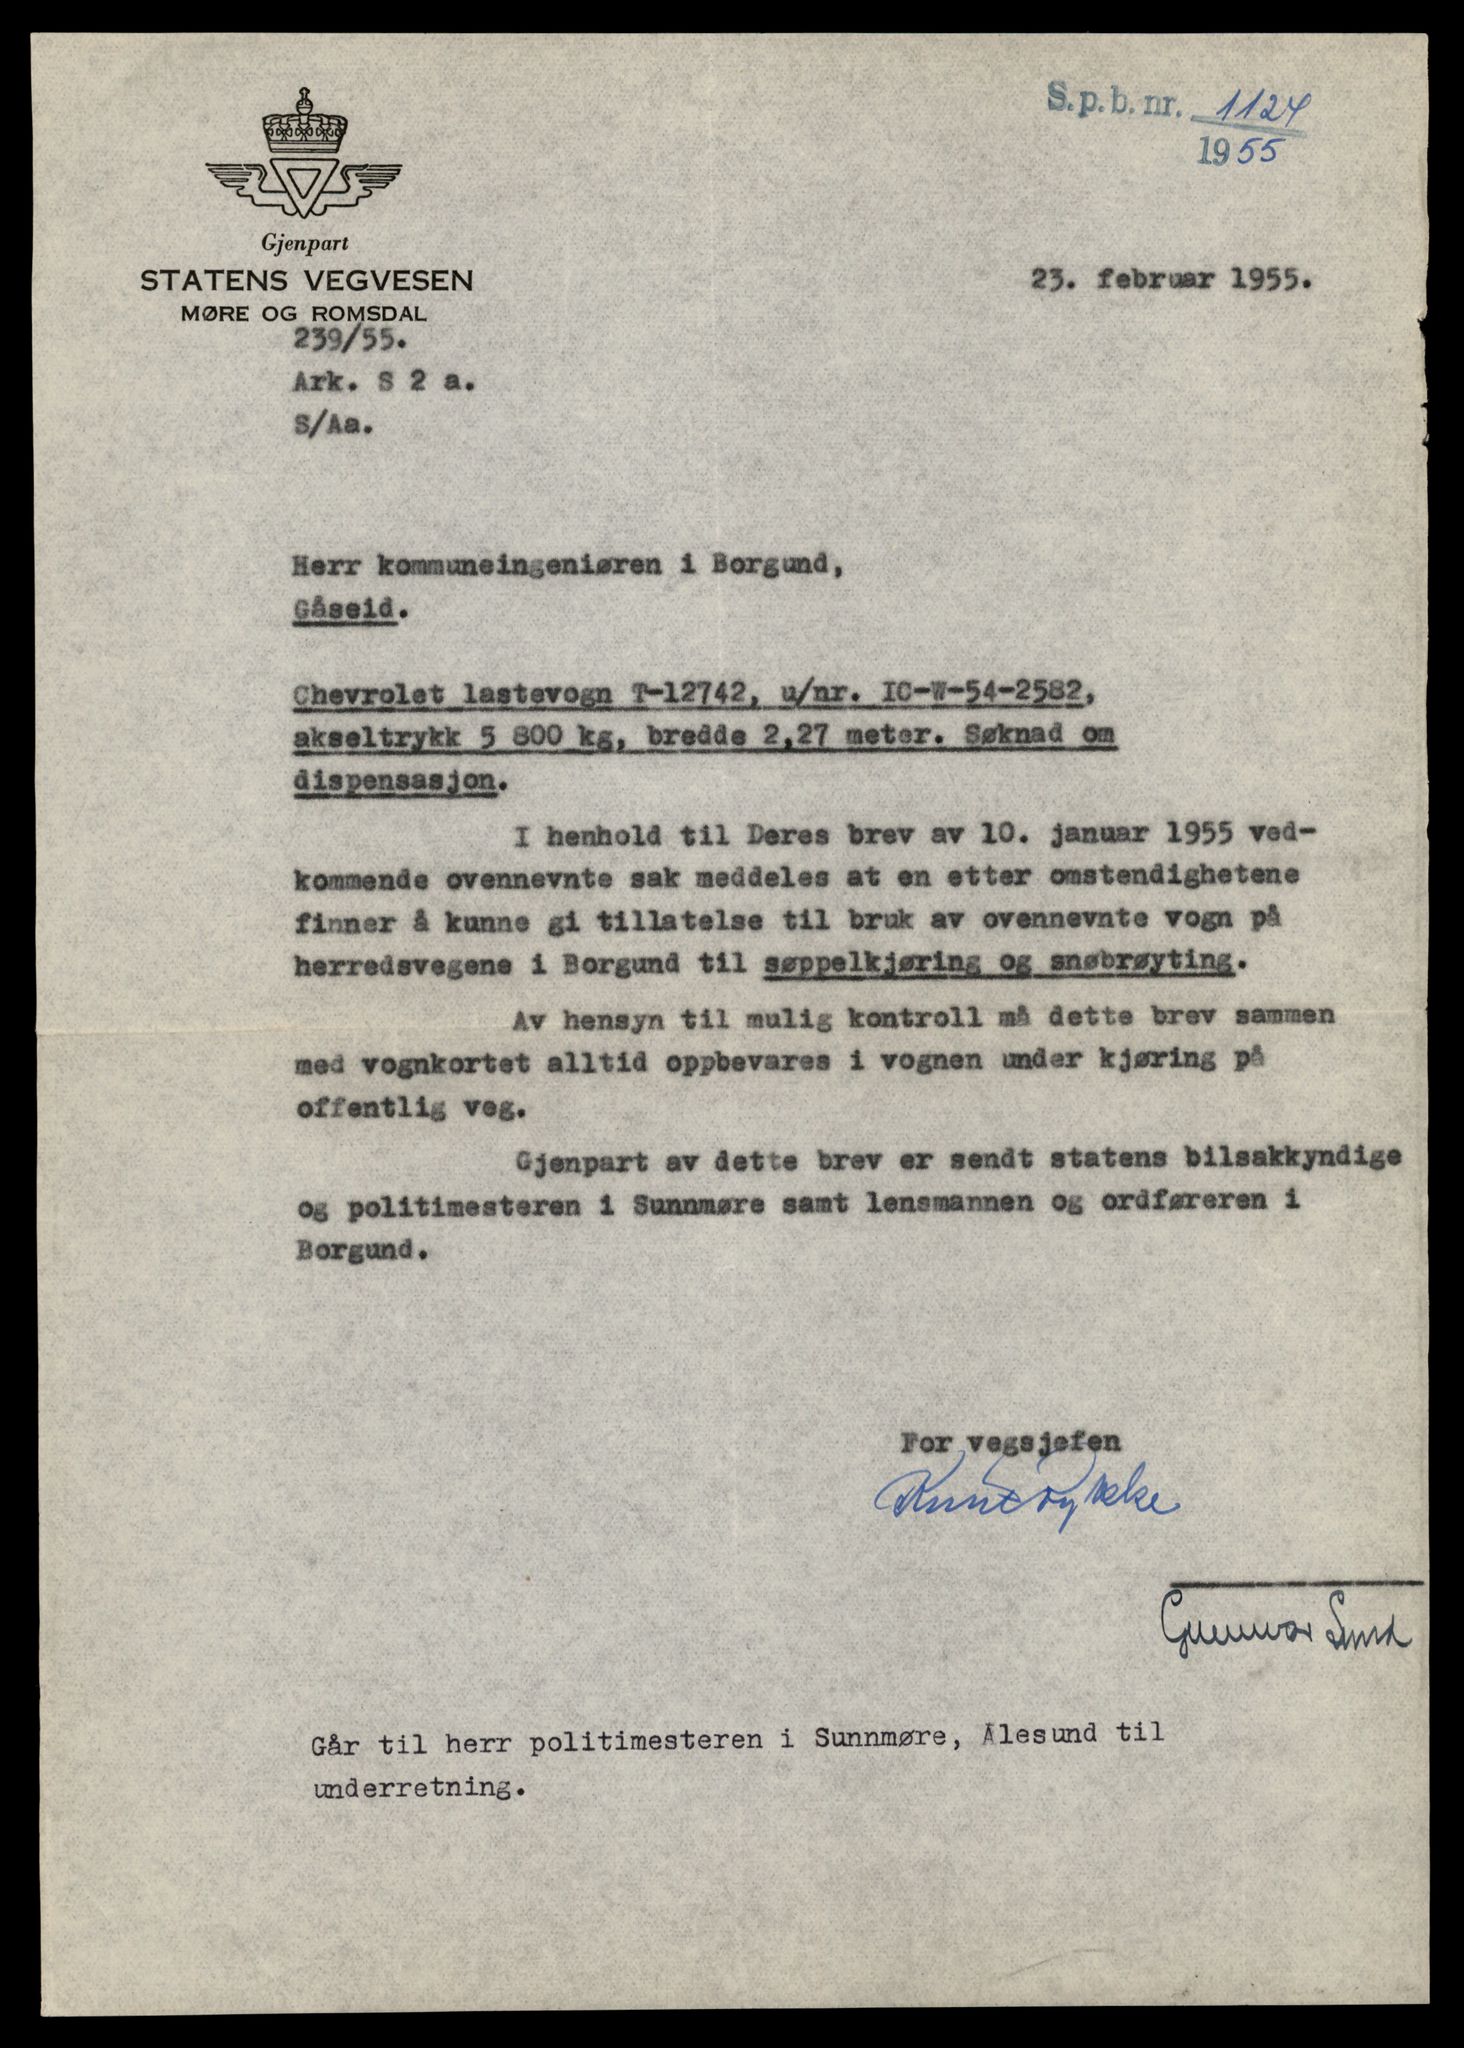 S.p.b. nr. 1124
1955
Gjenpart
STATENS VEGVESEN
MØRE OG ROMSDAL
23. februar 1955.
239/55.
Ark. S 2 a.
S/Aa.
Herr kommuneingeniøren i Borgund,
Gåseid.
Chevrolet lastevogn T-12742, u/nr. IC-W-54-2582,
akseltrykk 5 800 kg, bredde 2,27 meter. Søknad om
dispensasjon.
I henhold til Deres brev av 10. januar 1955 ved-
kommende ovennevnte sak meddeles at en etter omstendighetene
finner å kunne gi tillatelse til bruk av ovennevnte vogn på
herredsvegene i Borgund til søppelkjøring og snøbrøyting.
Av hensyn til mulig kontroll må dette brev sammen
med vognkortet alltid oppbevares i vognen under kjøring på
offentlig veg.
Gjenpart av dette brev er sendt statens bilsakkyndige
og politimesteren i Sunnmøre samt lensmannen og ordføreren i
Borgund.
For vegsjefen
Knut
Gunnvor Sund
Går til herr politimesteren i Sunnmøre, Ålesund til
underretning.